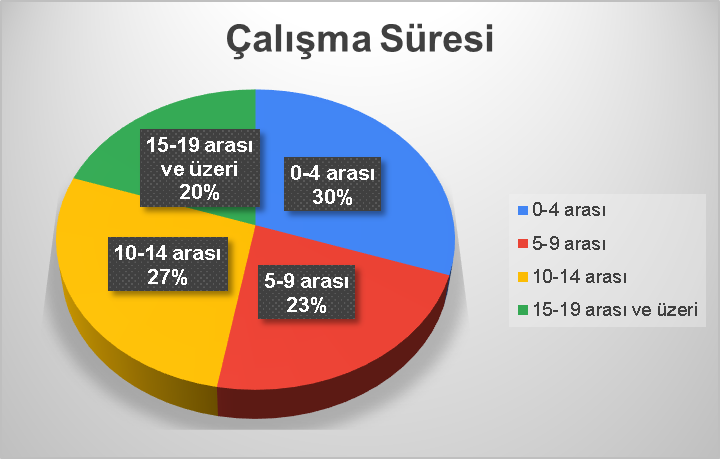 Çalışma Süresi
15-19 arası
ve üzeri
20%
0-4 arası
30%
10-14 arası
27%
5-9 arası
23%
0-4 arası
5-9 arası
10-14 arası
15-19 arası ve üzeri